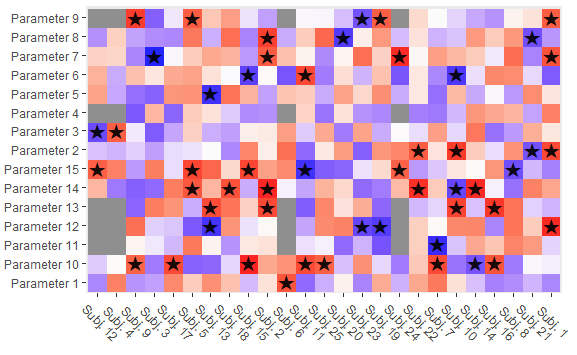 Parameter 9
Parameter 8
Parameter 7
Parameter 6
Parameter 5
Parameter 4
Parameter 3
Parameter 2
Parameter 15
Parameter 14
Parameter 13
Parameter 12
Parameter 11
Parameter 10
Parameter 1
Subj. 12
Subj. 4
Subj. 9
Subj. 3
Subj. 17
Subj. 5
Subj. 13
Subj. 18
Subj. 15
Subj. 2
Subj. 6
Subj. 11
Subj. 25
Subj. 20
Subj. 23
Subj. 19
Subj. 24
Subj. 22
Subj. 7
Subj. 10
Subj. 14
Subj. 16
Subj. 8
Subj. 21
Subj. 1